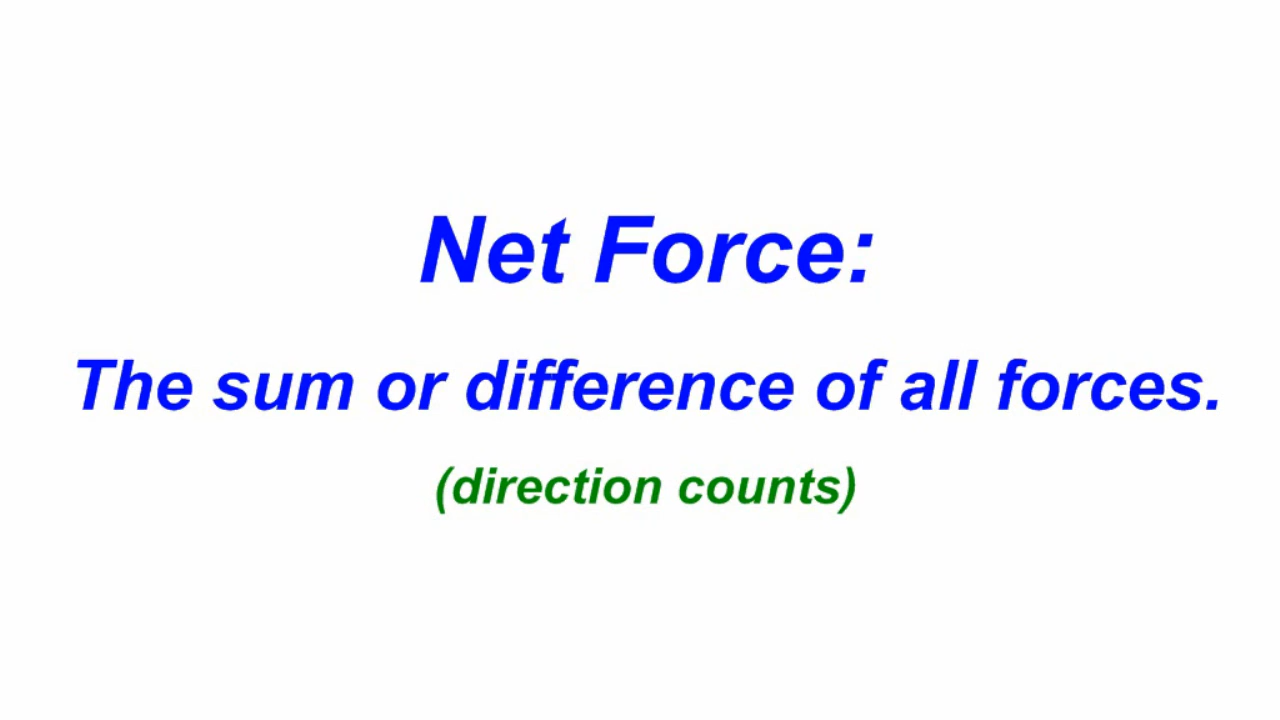 Net Force:
The sum or difference of all forces.
(direction counts)